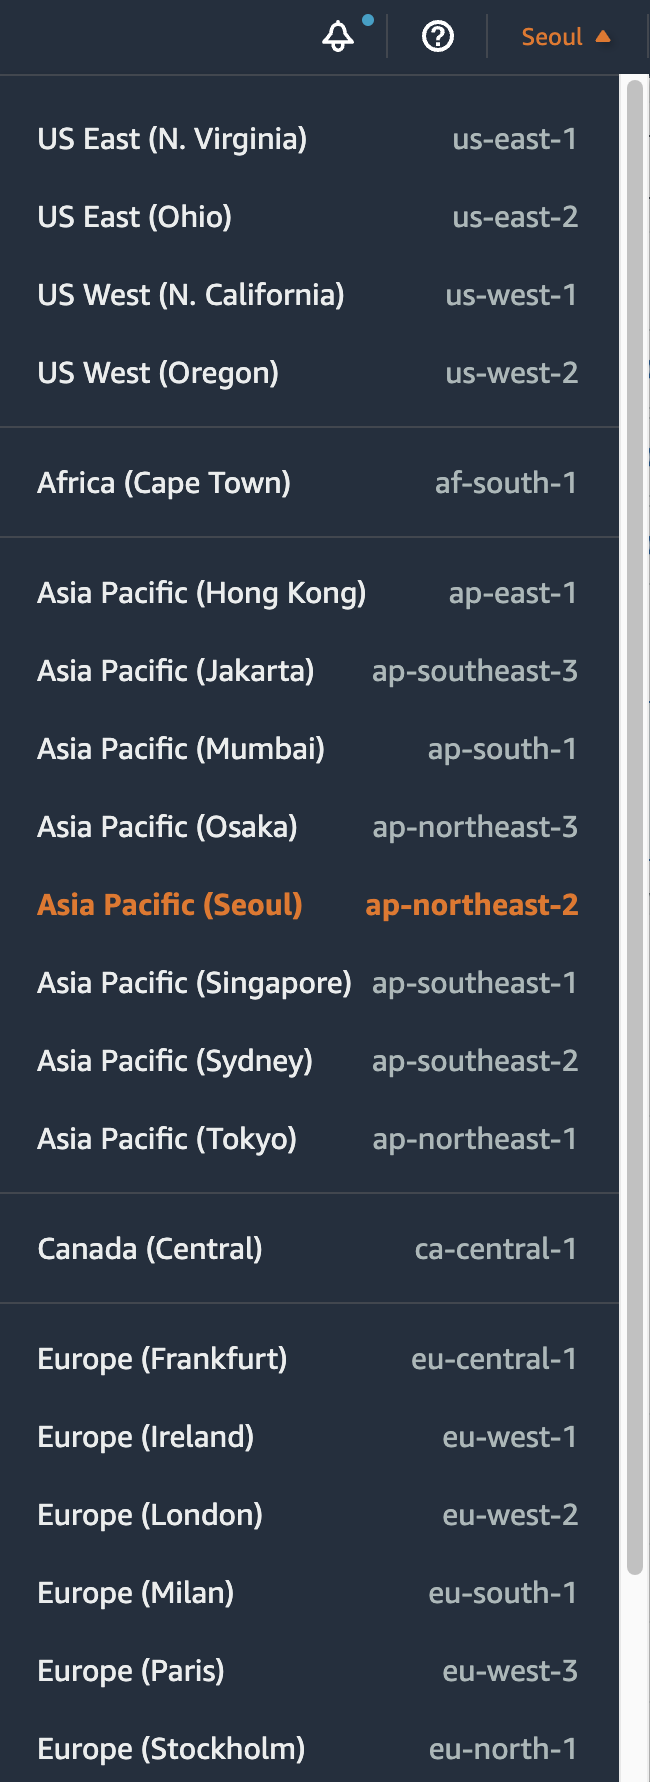 Seoul
US East (N. Virginia) us-east-1
US East (Ohio) us-east-2
US West (N. California) us-west-1
US West (Oregon) us-west-2
Africa (Cape Town) af-south-1
Asia Pacific (Hong Kong) ap-east-1
Asia Pacific (Jakarta) ap-southeast-3
Asia Pacific (Mumbai) ap-south-1
Asia Pacific (Osaka) ap-northeast-3
Asia Pacific (Seoul) ap-northeast-2
Asia Pacific (Singapore) ap-southeast-1
Asia Pacific (Sydney) ap-southeast-2
Asia Pacific (Tokyo) ap-northeast-1
Canada (Central) ca-central-1
Europe (Frankfurt) eu-central-1
Europe (Ireland) eu-west-1
Europe (London) eu-west-2
Europe (Milan) eu-south-1
Europe (Paris) eu-west-3
Europe (Stockholm) eu-north-1